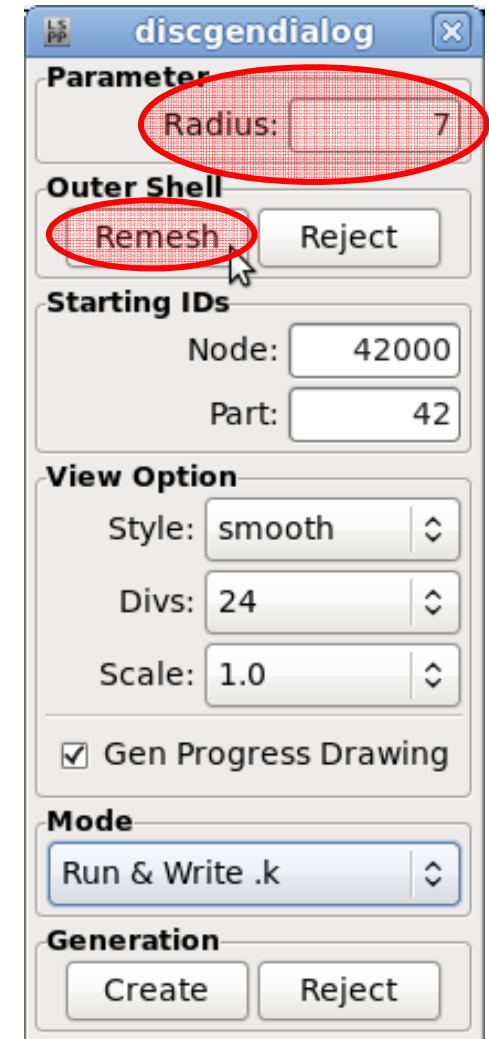 LS
PP
discgendialog
Parameter
Radius: 7
Outer Shell
Remesh Reject
Starting IDs
Node: 42000
Part: 42
View Option
Style: smooth
Divs: 24
Scale: 1.0
Gen Progress Drawing
Mode
Run & Write .k
Generation
Create Reject